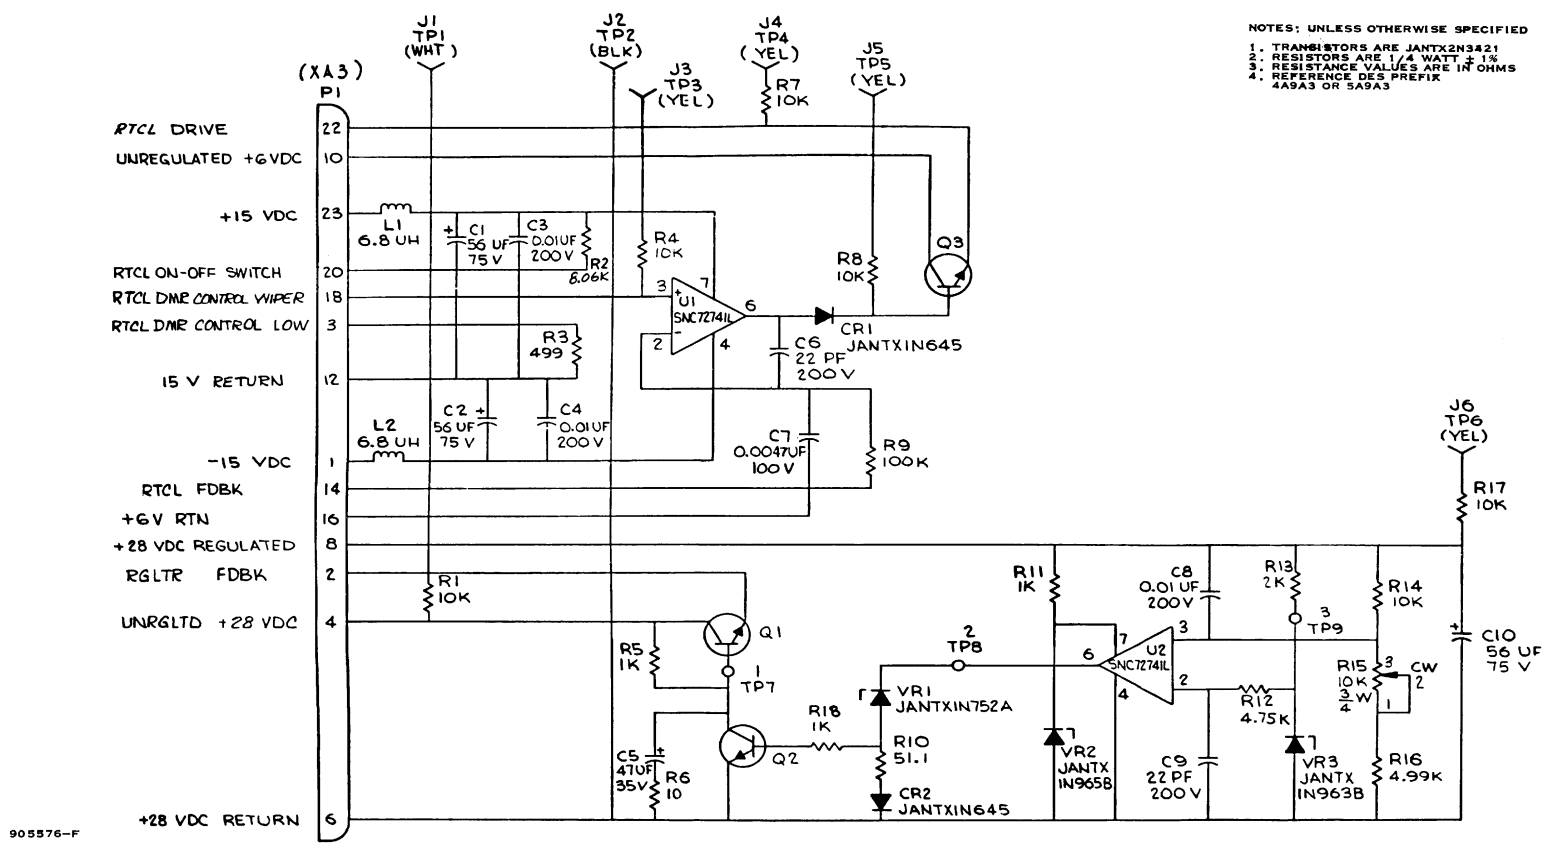 J1
TP1
(WHT)
J2
TP2
(BLK)
J3
TP3
(YEL)
J4
TP4
(YEL)
R7
10K
J5
TP5
(YEL)
NOTES; UNLESS OTHERWISE SPECIFIED
1. TRANSISTORS ARE JANTX2N3421
2. RESISTORS ARE 1/4 WATT ± 1%
3. RESISTANCE VALUES ARE IN OHMS
4. REFERENCE DES PREFIX
4A9A3 OR 5A9A3
(XA3)
P1
RTCL DRIVE 22
UNREGULATED +6VDC 10
+15 VDC 23
L1
6.8 UH
+ C1
56 UF
75 V
C3
0.01UF
200V
R2
8.06K
R4
10K
R8
10K
Q3
RTCL ON-OFF SWITCH 20
RTCL DMR CONTROL WIPER 18
RTCL DMR CONTROL LOW 3
R3
499
3 + 7
U1
SNC72741L
6
2 - 4
CR1
JANTX1N645
C6
22 PF
200V
15 V RETURN 12
L2
6.8 UH
C2 +
56 UF
75 V
C4
0.01UF
200V
C7
0.0047UF
100V
R9
100K
-15 VDC 1
RTCL FDBK 14
+6V RTN 16
+28 VDC REGULATED 8
RGLTR FDBK 2
R1
10K
UNRGLTD +28 VDC 4
J6
TP6
(YEL)
R17
10K
R5
1K
Q1
1
TP7
2
TP8
R11
1K
C8
0.01UF
200V
R13
2K
3
TP9
R14
10K
+ C10
56 UF
75 V
7 3
U2
SNC72741L
6
4 2
R12
4.75K
R15
10K
3/4W
3
CW
2
1
VR1
JANTX1N752A
R18
1K
Q2
R10
51.1
CR2
JANTX1N645
C5 +
47UF
35V
R6
10
VR2
JANTX
1N965B
C9
22 PF
200V
VR3
JANTX
1N963B
R16
4.99K
+28 VDC RETURN 6
905576-F